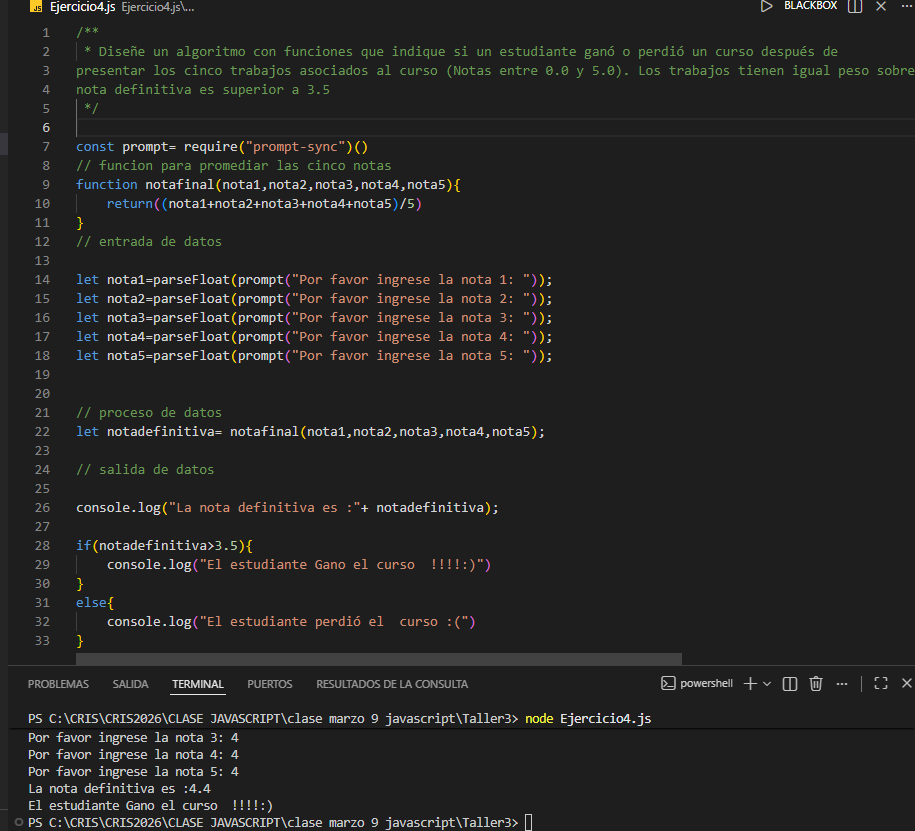 JS Ejercicio4.js Ejercicio4.js\... BLACKBOX
1 /**
2 * Diseñe un algoritmo con funciones que indique si un estudiante ganó o perdió un curso después de
3 presentar los cinco trabajos asociados al curso (Notas entre 0.0 y 5.0). Los trabajos tienen igual peso sobre
4 nota definitiva es superior a 3.5
5 */
6
7 const prompt= require("prompt-sync")()
8 // funcion para promediar las cinco notas
9 function notafinal(nota1,nota2,nota3,nota4,nota5){
10 return((nota1+nota2+nota3+nota4+nota5)/5)
11 }
12 // entrada de datos
13
14 let nota1=parseFloat(prompt("Por favor ingrese la nota 1: "));
15 let nota2=parseFloat(prompt("Por favor ingrese la nota 2: "));
16 let nota3=parseFloat(prompt("Por favor ingrese la nota 3: "));
17 let nota4=parseFloat(prompt("Por favor ingrese la nota 4: "));
18 let nota5=parseFloat(prompt("Por favor ingrese la nota 5: "));
19
20
21 // proceso de datos
22 let notadefinitiva= notafinal(nota1,nota2,nota3,nota4,nota5);
23
24 // salida de datos
25
26 console.log("La nota definitiva es :"+ notadefinitiva);
27
28 if(notadefinitiva>3.5){
29 console.log("El estudiante Gano el curso  !!!!:)")
30 }
31 else{
32 console.log("El estudiante perdió el  curso :(")
33 }
PROBLEMAS SALIDA TERMINAL PUERTOS RESULTADOS DE LA CONSULTA powershell
PS C:\CRIS\CRIS2026\CLASE JAVASCRIPT\clase marzo 9 javascript\Taller3> node Ejercicio4.js
Por favor ingrese la nota 3: 4
Por favor ingrese la nota 4: 4
Por favor ingrese la nota 5: 4
La nota definitiva es :4.4
El estudiante Gano el curso  !!!!:)
PS C:\CRIS\CRIS2026\CLASE JAVASCRIPT\clase marzo 9 javascript\Taller3>